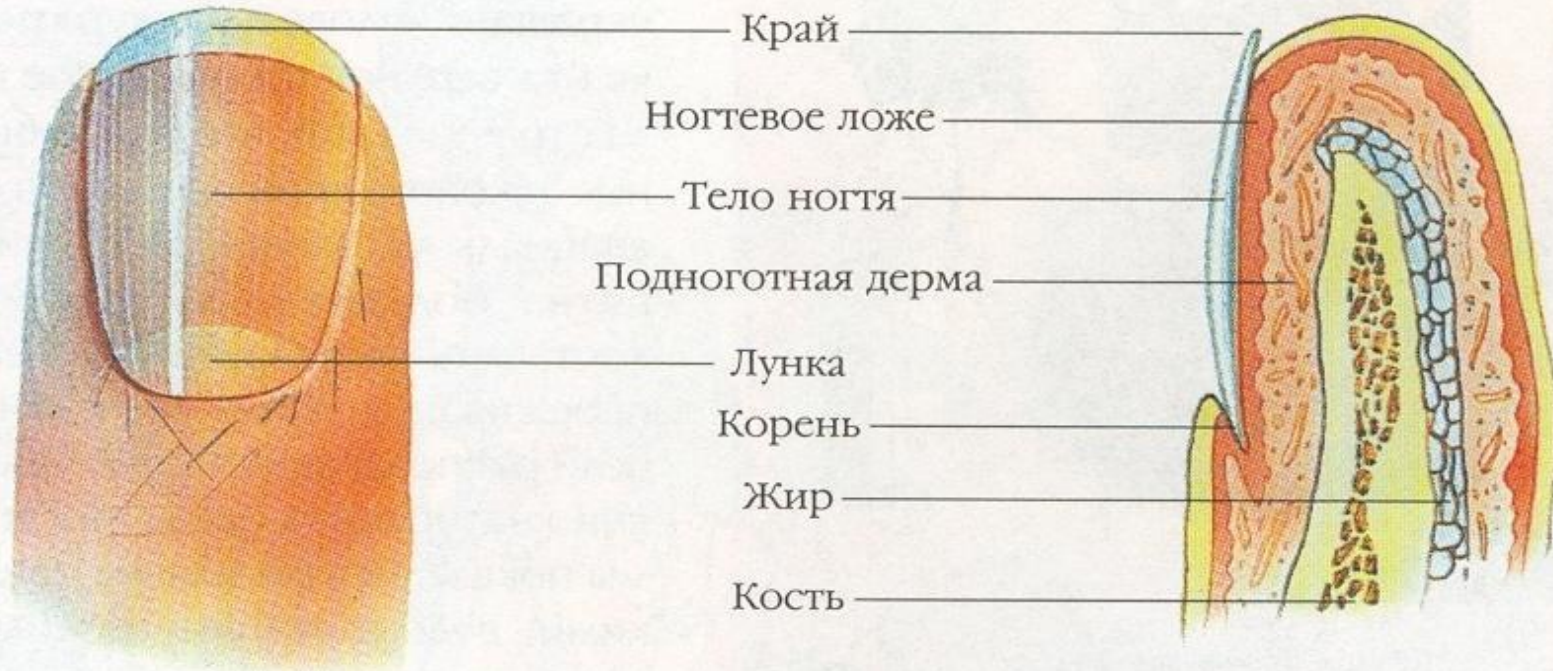 Край
Ногтевое ложе
Тело ногтя
Подноготная дерма
Лунка
Корень
Жир
Кость